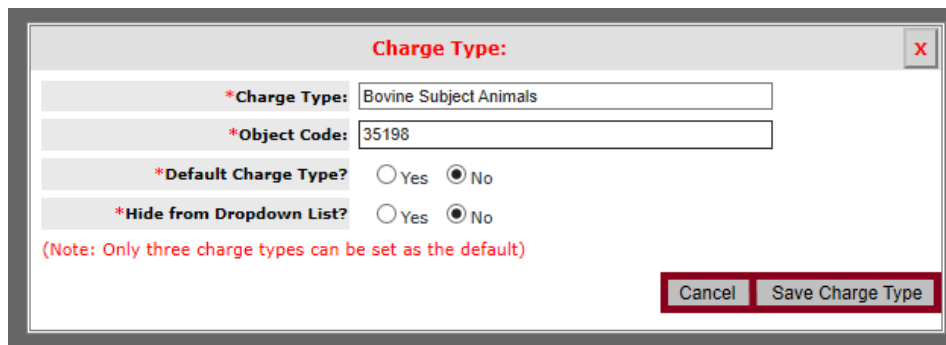 Charge Type:
X
*Charge Type: Bovine Subject Animals
*Object Code: 35198
*Default Charge Type? Yes No
*Hide from Dropdown List? Yes No
(Note: Only three charge types can be set as the default)
Cancel Save Charge Type